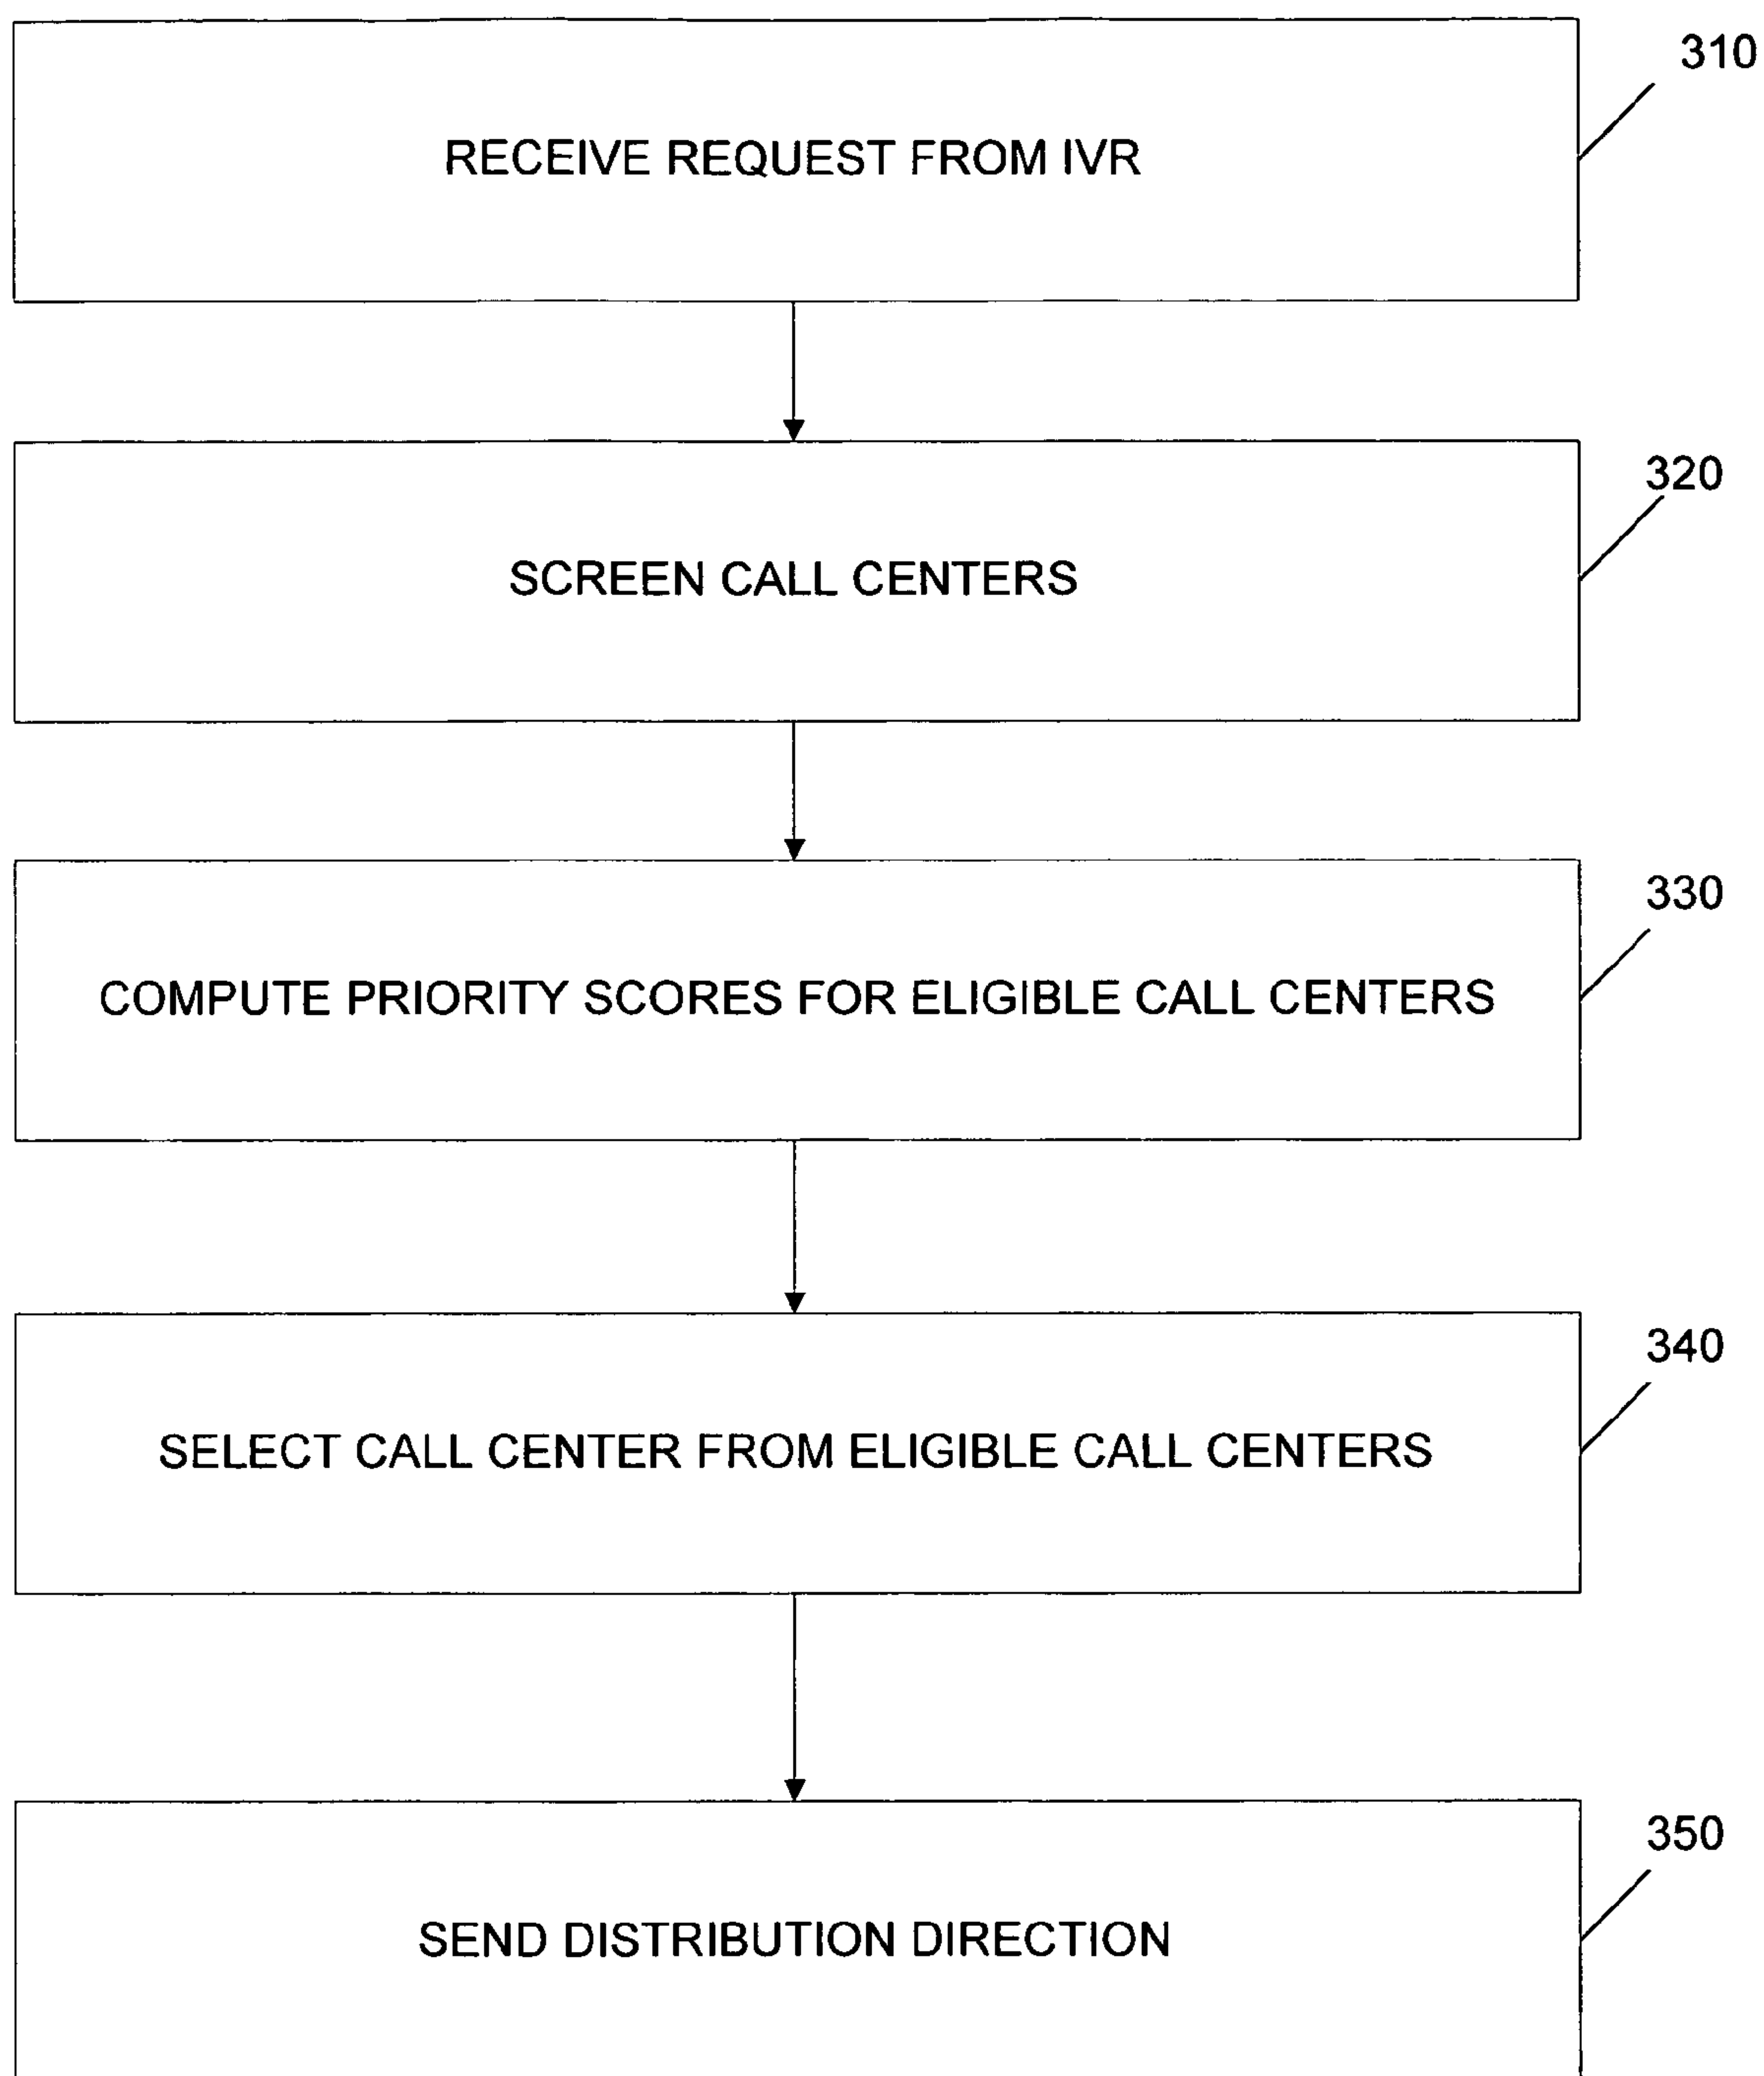 310
RECEIVE REQUEST FROM IVR
320
SCREEN CALL CENTERS
330
COMPUTE PRIORITY SCORES FOR ELIGIBLE CALL CENTERS
340
SELECT CALL CENTER FROM ELIGIBLE CALL CENTERS
350
SEND DISTRIBUTION DIRECTION